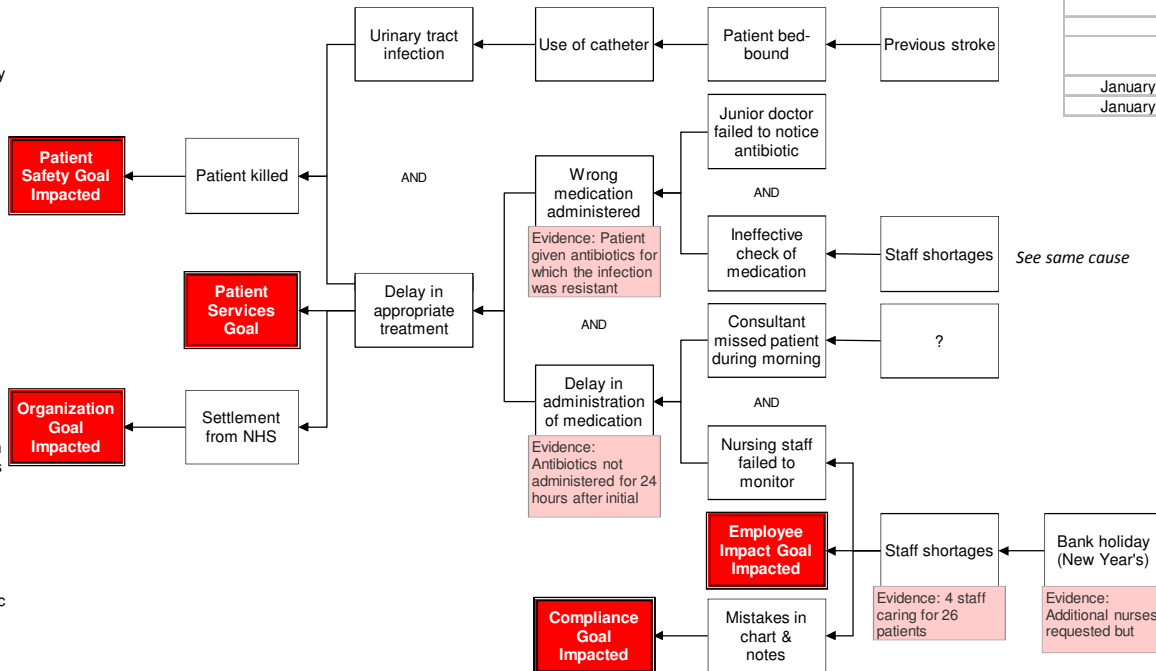 Urinary tract
infection
Use of catheter
Patient bed-
bound
Previous stroke
y
January
January
Junior doctor
failed to notice
antibiotic
Patient
Safety Goal
Impacted
Patient killed
AND
Wrong
medication
administered
AND
Evidence: Patient
given antibiotics for
which the infection
was resistant
Ineffective
check of
medication
Staff shortages
See same cause
Patient
Services
Goal
Delay in
appropriate
treatment
AND
Consultant
missed patient
during morning
?
Organization
Goal
Impacted
Settlement
from NHS
Delay in
administration
of medication
AND
s
Evidence:
Antibiotics not
administered for 24
hours after initial
Nursing staff
failed to
monitor
Employee
Impact Goal
Impacted
Staff shortages
Bank holiday
(New Year's)
Evidence: 4 staff
caring for 26
patients
Evidence:
Additional nurses
requested but
c
Compliance
Goal
Impacted
Mistakes in
chart &
notes